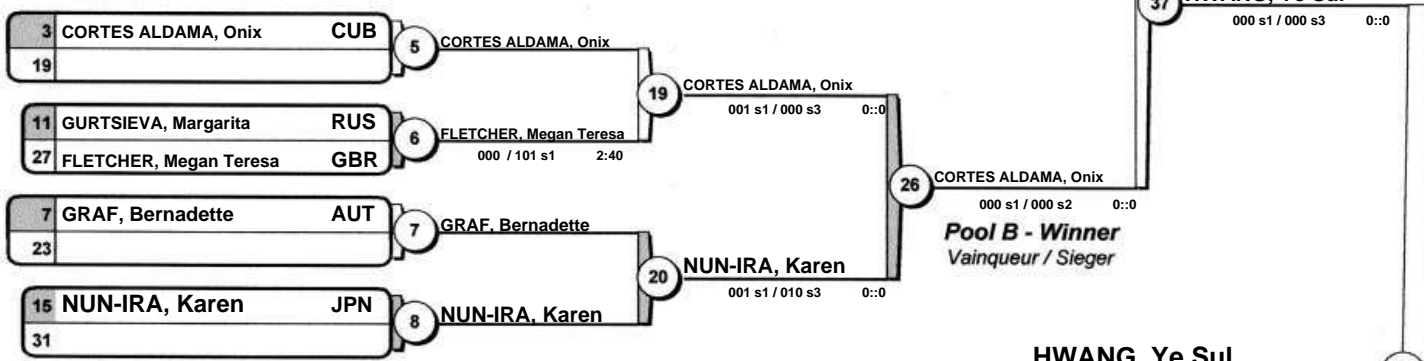 3 CORTES ALDAMA, Onix CUB
19
5
CORTES ALDAMA, Onix
11 GURTSIEVA, Margarita RUS
27 FLETCHER, Megan Teresa GBR
6
FLETCHER, Megan Teresa
000 / 101 s1 2:40
19
CORTES ALDAMA, Onix
001 s1 / 000 s3 0::0
7 GRAF, Bernadette AUT
23
7
GRAF, Bernadette
15 NUN-IRA, Karen JPN
31
8
NUN-IRA, Karen
20
NUN-IRA, Karen
001 s1 / 010 s3 0::0
26
CORTES ALDAMA, Onix
000 s1 / 000 s2 0::0
Pool B - Winner
Vainqueur / Sieger
37
000 s1 / 000 s3 0::0
HWANG, Ye Sul